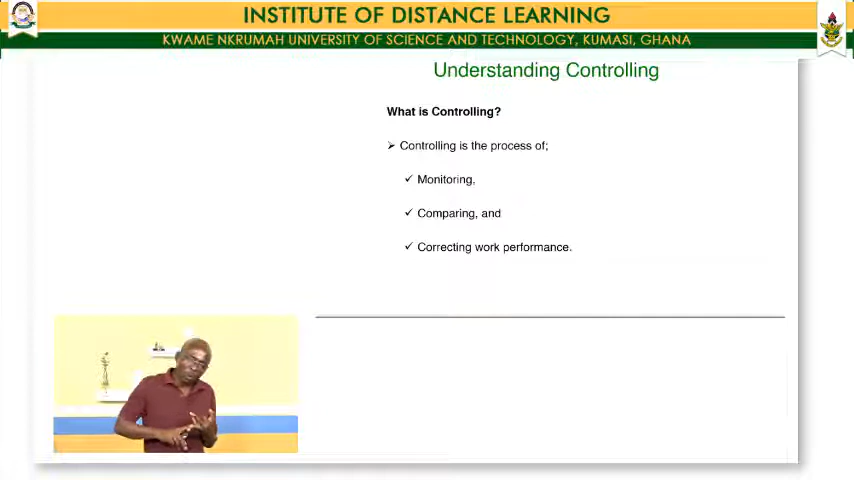 INSTITUTE OF DISTANCE LEARNING
KWAME NKRUMAH UNIVERSITY OF SCIENCE AND TECHNOLOGY, KUMASI, GHANA
Understanding Controlling
What is Controlling?
➢ Controlling is the process of;
✓ Monitoring,
✓ Comparing, and
✓ Correcting work performance.